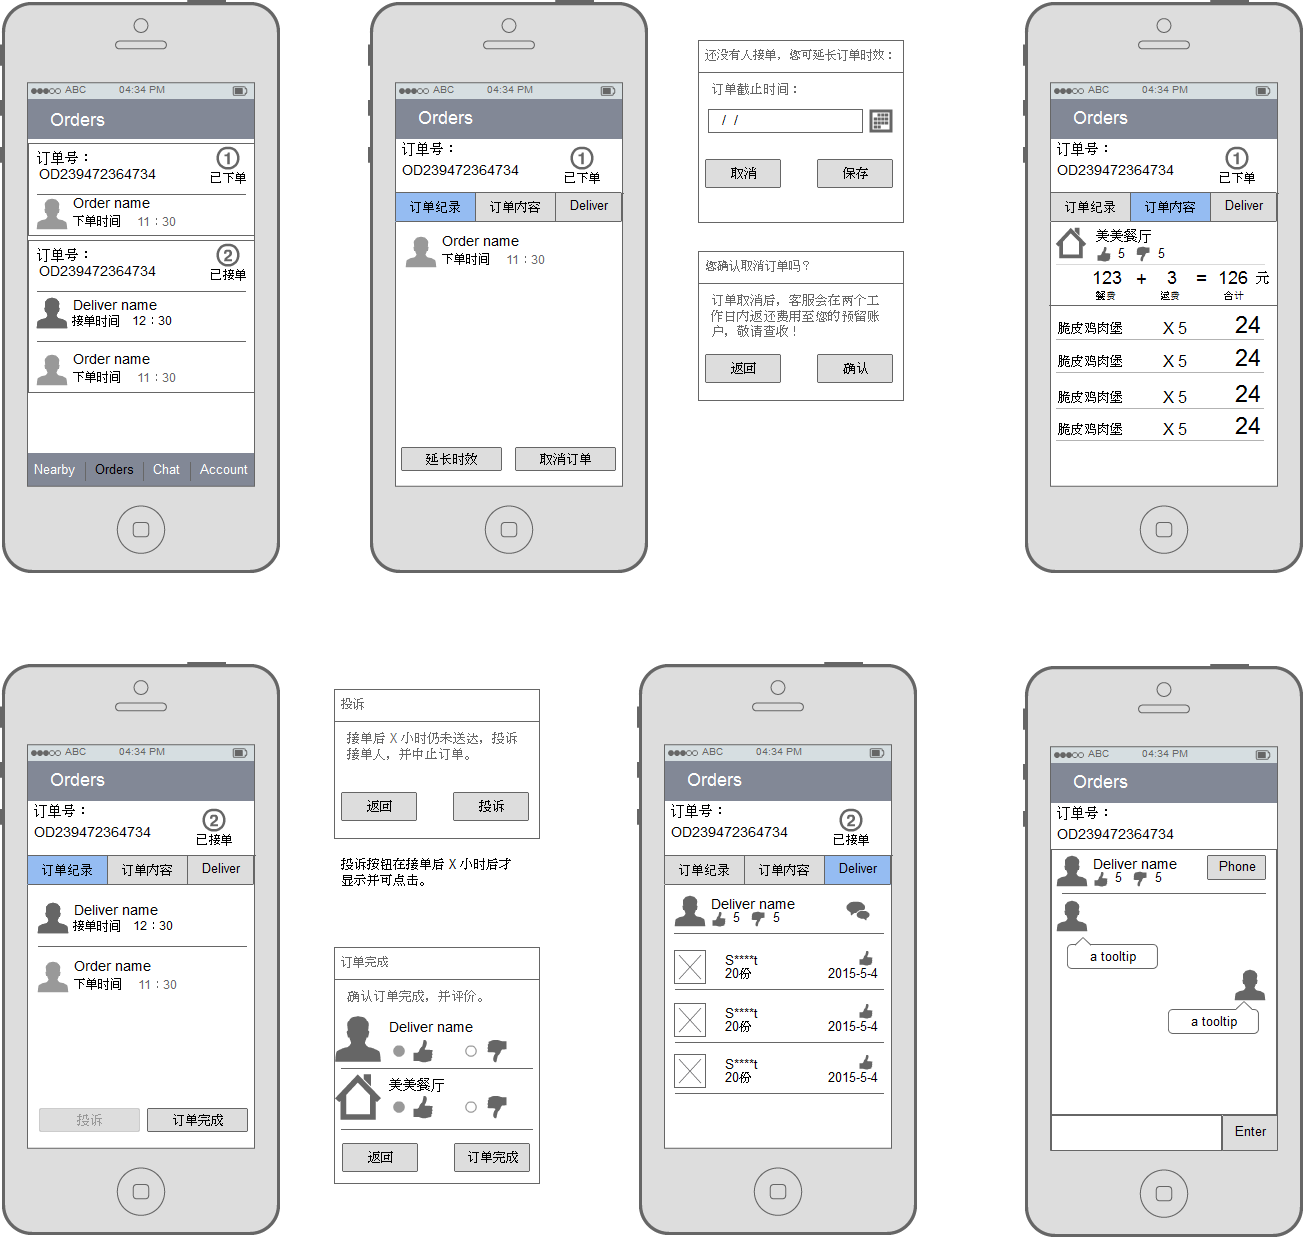 ABC 04:34 PM
Orders
订单号：
OD239472364734
1
已下单
Order name
下单时间 11：30
订单号：
OD239472364734
2
已接单
Deliver name
接单时间 12：30
Order name
下单时间 11：30
Nearby Orders Chat Account
ABC 04:34 PM
Orders
订单号：
OD239472364734
1
已下单
订单纪录 订单内容 Deliver
Order name
下单时间 11：30
延长时效 取消订单
还没有人接单，您可延长订单时效：
订单截止时间：
/ /
取消 保存
您确认取消订单吗？
订单取消后，客服会在两个工
作日内返还费用至您的预留账
户，敬请查收！
返回 确认
ABC 04:34 PM
Orders
订单号：
OD239472364734
1
已下单
订单纪录 订单内容 Deliver
美美餐厅
5 5
123 + 3 = 126 元
餐费 送费 合计
脆皮鸡肉堡 X 5 24
脆皮鸡肉堡 X 5 24
脆皮鸡肉堡 X 5 24
脆皮鸡肉堡 X 5 24
ABC 04:34 PM
Orders
订单号：
OD239472364734
2
已接单
订单纪录 订单内容 Deliver
Deliver name
接单时间 12：30
Order name
下单时间 11：30
投诉 订单完成
投诉
接单后 X 小时仍未送达，投诉
接单人，并中止订单。
返回 投诉
投诉按钮在接单后 X 小时后才
显示并可点击。
订单完成
确认订单完成，并评价。
Deliver name
美美餐厅
返回 订单完成
ABC 04:34 PM
Orders
订单号：
OD239472364734
2
已接单
订单纪录 订单内容 Deliver
Deliver name
5 5
S****t
20份 2015-5-4
S****t
20份 2015-5-4
S****t
20份 2015-5-4
ABC 04:34 PM
Orders
订单号：
OD239472364734
Deliver name
5 5
Phone
a tooltip
a tooltip
Enter